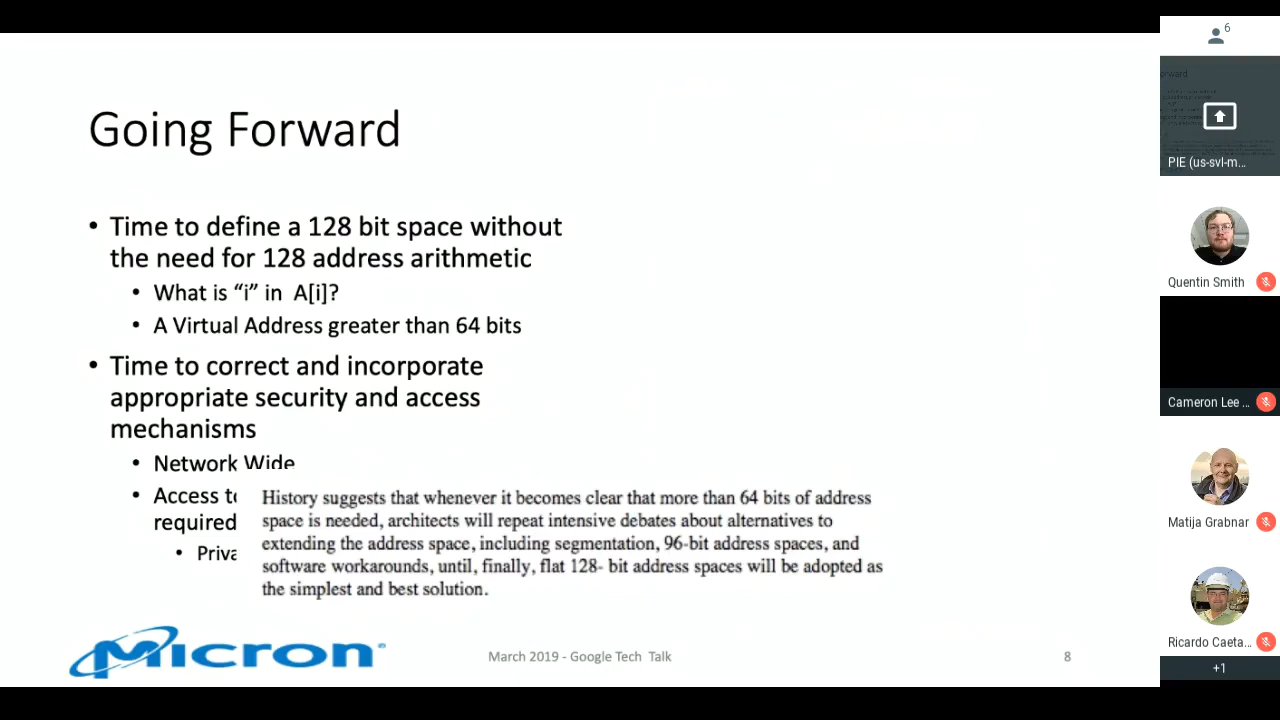 Going Forward
• Time to define a 128 bit space without
the need for 128 address arithmetic
• What is “i” in A[i]?
• A Virtual Address greater than 64 bits
• Time to correct and incorporate
appropriate security and access
mechanisms
• Network Wide
• Access
required
•
History suggests that whenever it becomes clear that more than 64 bits of address
space is needed, architects will repeat intensive debates about alternatives to
extending the address space, including segmentation, 96-bit address spaces, and
software workarounds, until, finally, flat 128- bit address spaces will be adopted as
the simplest and best solution.
Micron®
March 2019 - Google Tech Talk
8
6
PIE (us-svl-m...
Quentin Smith
Cameron Lee ...
Matija Grabnar
Ricardo Caeta...
+1